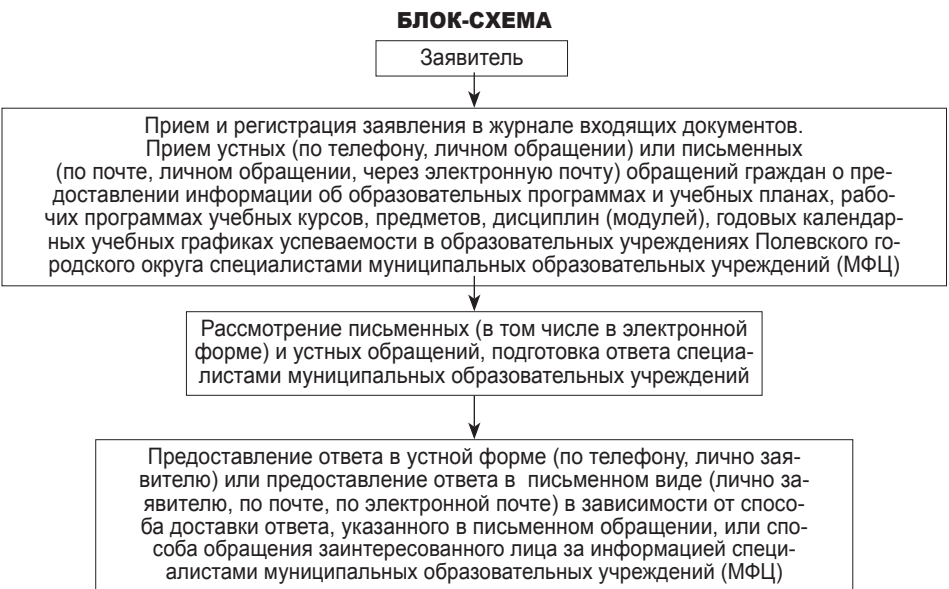 БЛОК-СХЕМА
Заявитель
Прием и регистрация заявления в журнале входящих документов.
Прием устных (по телефону, личном обращении) или письменных
(по почте, личном обращении, через электронную почту) обращений граждан о пре-
доставлении информации об образовательных программах и учебных планах, рабо-
чих программах учебных курсов, предметов, дисциплин (модулей), годовых календар-
ных учебных графиках успеваемости в образовательных учреждениях Полевского го-
родского округа специалистами муниципальных образовательных учреждений (МФЦ)
Рассмотрение письменных (в том числе в электронной
форме) и устных обращений, подготовка ответа специа-
листами муниципальных образовательных учреждений
Предоставление ответа в устной форме (по телефону, лично зая-
вителю) или предоставление ответа в письменном виде (лично за-
явителю, по почте, по электронной почте) в зависимости от спосо-
ба доставки ответа, указанного в письменном обращении, или спо-
соба обращения заинтересованного лица за информацией специ-
алистами муниципальных образовательных учреждений (МФЦ)